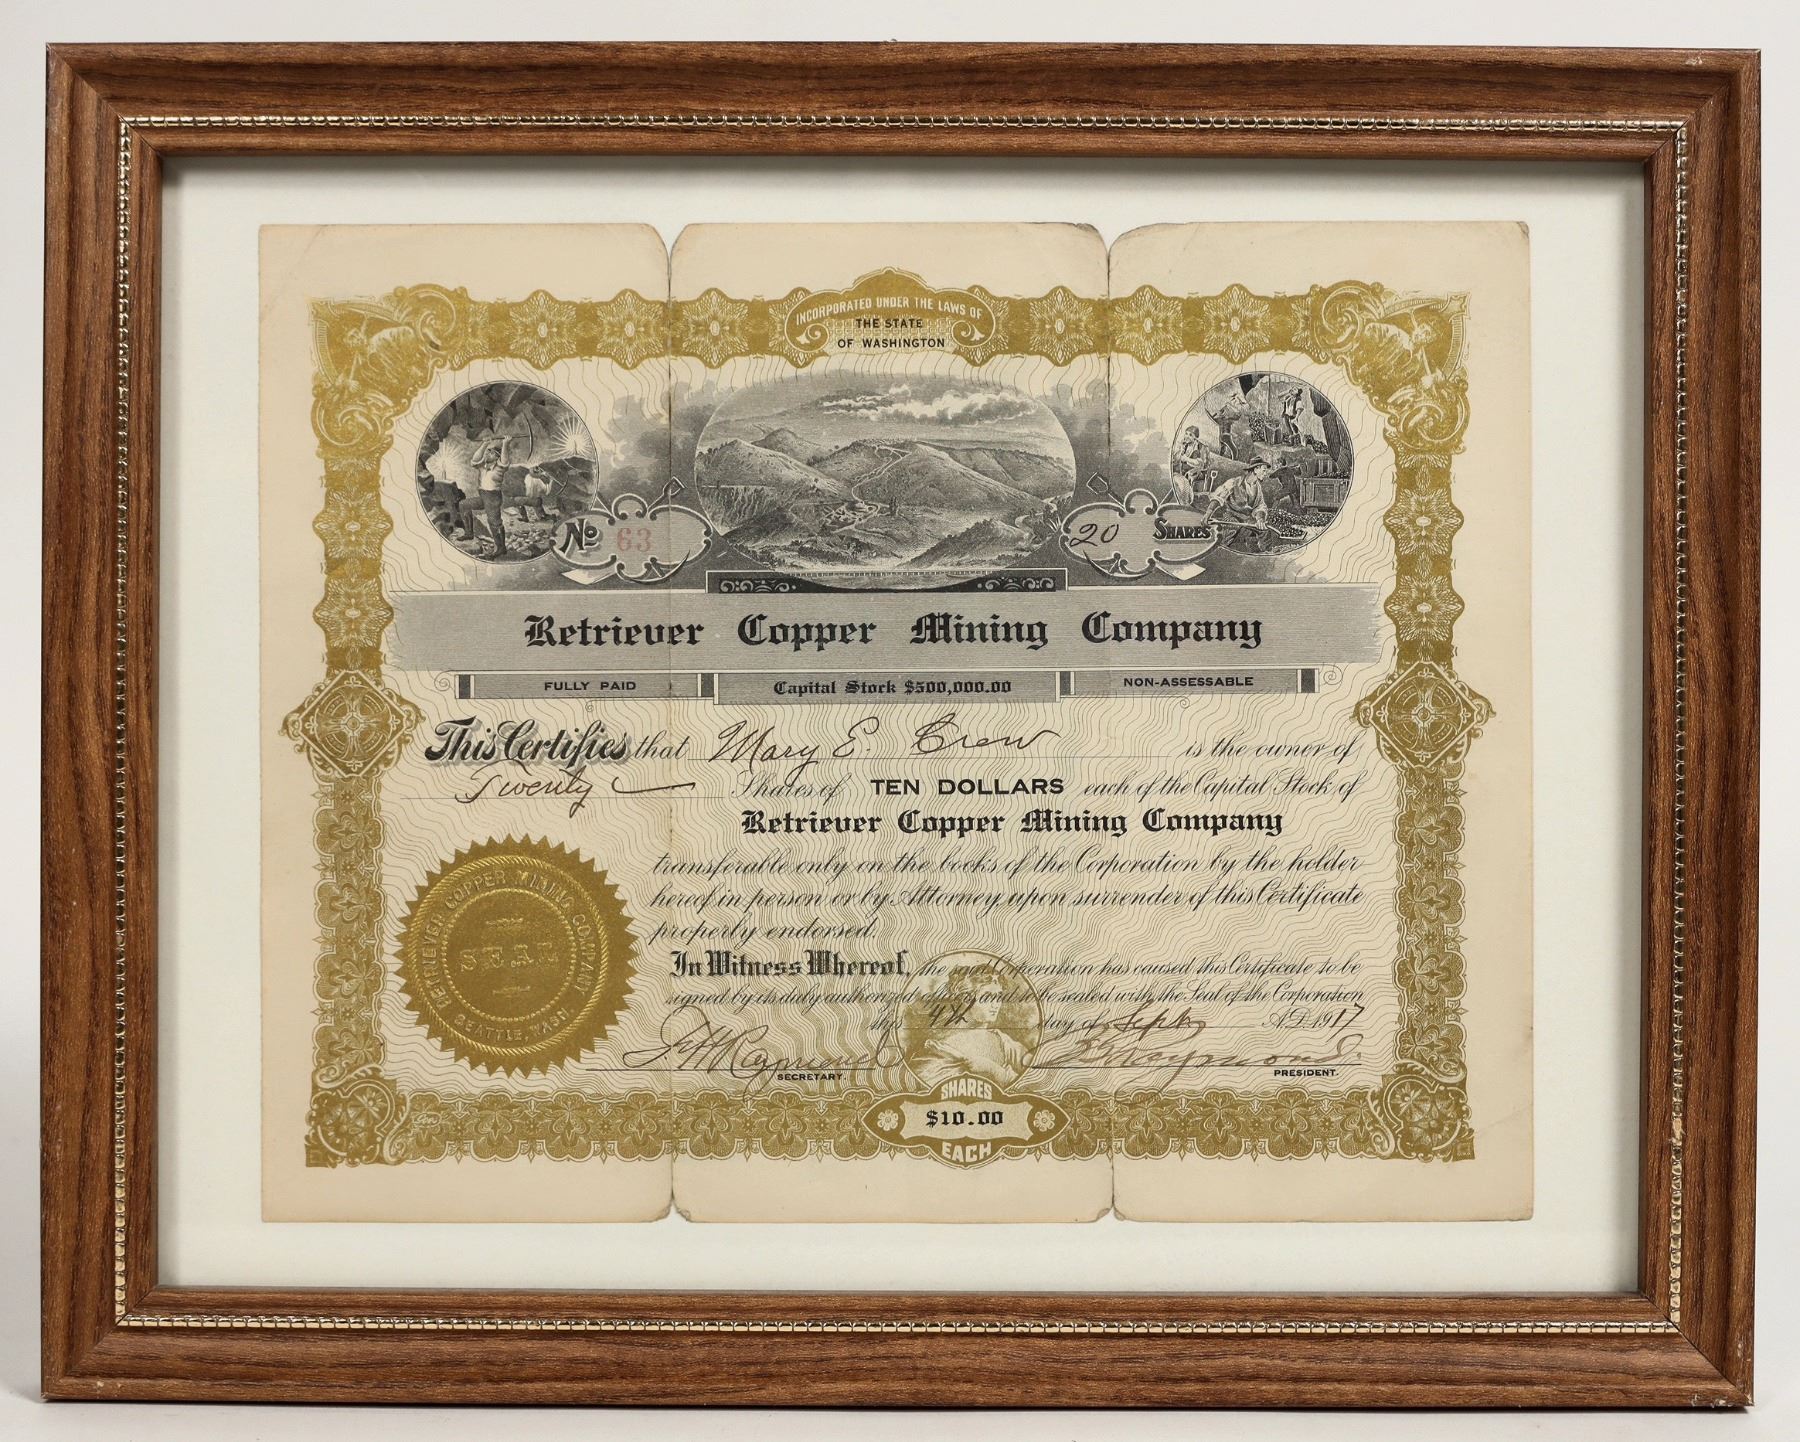 INCORPORATED UNDER THE LAWS OF
THE STATE
OF WASHINGTON
No 63
20 SHARES
Retriever Copper Mining Company
FULLY PAID
Capital Stock $500,000.00
NON-ASSESSABLE
This Certifies that Mary E. Crew is the owner of
Twenty Shares of TEN DOLLARS each of the Capital Stock of
Retriever Copper Mining Company
transferable only on the books of the Corporation by the holder
hereof in person or by Attorney upon surrender of this Certificate
properly endorsed.
In Witness Whereof, the said Corporation has caused this Certificate to be
signed by its duly authorized officers and to be sealed with the Seal of the Corporation
this 4th day of Septbr A.D. 1917
Raymond
SECRETARY.
Raymond.
PRESIDENT.
RETRIEVER COPPER MINING COMPANY
SEAL
SEATTLE, WASH.
SHARES
$10.00
EACH